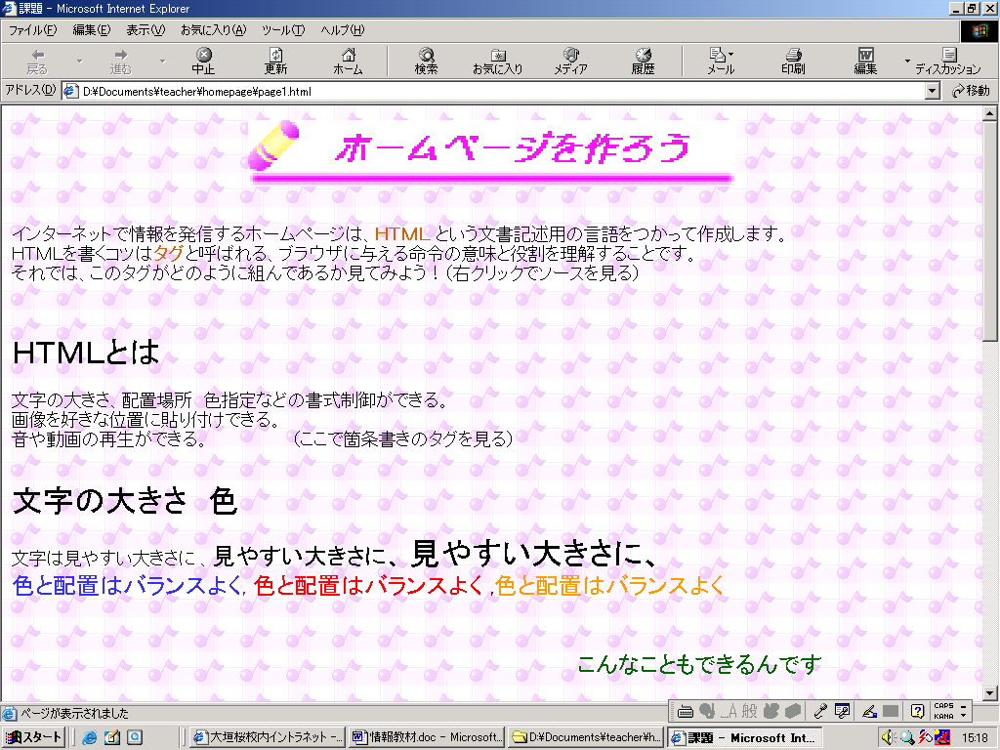 課題 - Microsoft Internet Explorer
ファイル(F) 編集(E) 表示(V) お気に入り(A) ツール(T) ヘルプ(H)
戻る 進む 中止 更新 ホーム 検索 お気に入り メディア 履歴 メール 印刷 編集 ディスカッション
アドレス(D) D:¥Documents¥teacher¥homepage¥page1.html 移動
ホームページを作ろう
インターネットで情報を発信するホームページは、HTML という文書記述用の言語をつかって作成します。
HTMLを書くコツはタグと呼ばれる、ブラウザに与える命令の意味と役割を理解することです。
それでは、このタグがどのように組んであるか見てみよう！（右クリックでソースを見る）
HTMLとは
文字の大きさ、配置場所　色指定などの書式制御ができる。
画像を好きな位置に貼り付けできる。
音や動画の再生ができる。　　　　　（ここで箇条書きのタグを見る）
文字の大きさ　色
文字は見やすい大きさに 、見やすい大きさに、見やすい大きさに、
色と配置はバランスよく, 色と配置はバランスよく ,色と配置はバランスよく
こんなこともできるんです
ページが表示されました
A 般 CAPS KANA
スタート 大垣桜校内イントラネット -... 情報教材.doc - Microsoft... D:¥Documents¥teacher¥h... 課題 - Microsoft Int... 15:18